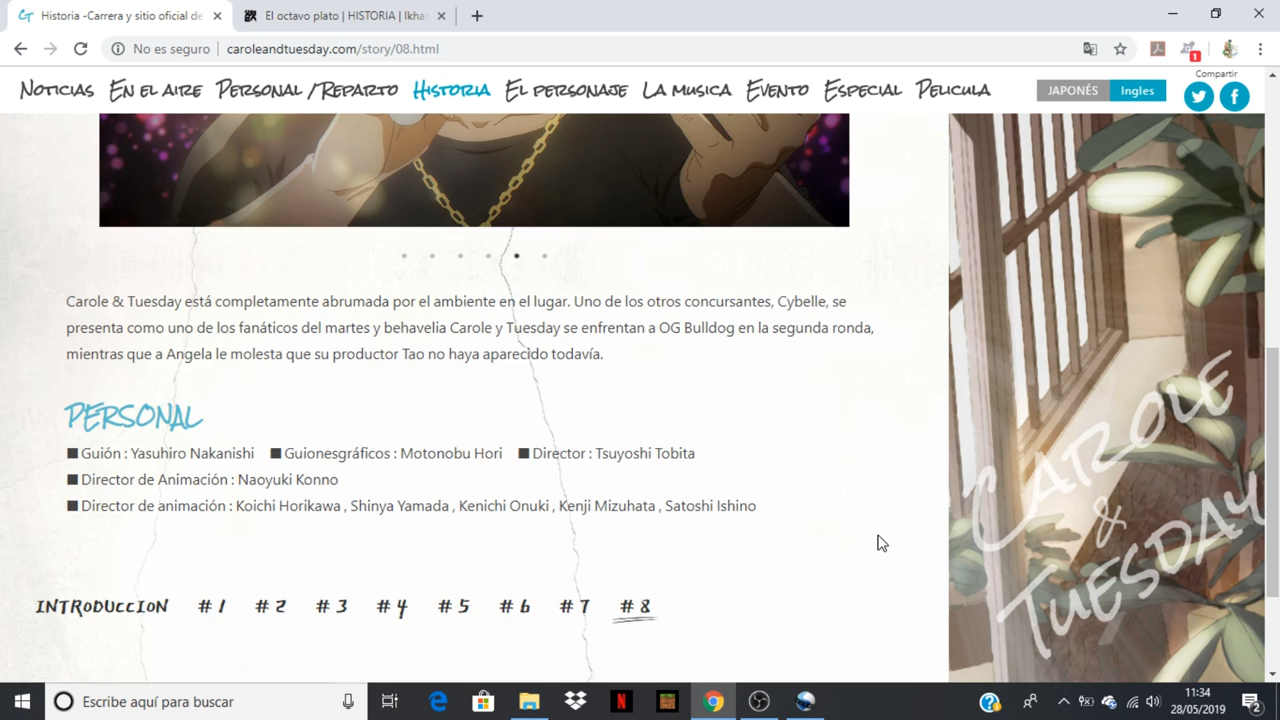 Historia -Carrera y sitio oficial de
El octavo plato | HISTORIA | Ikhar
No es seguro
caroleandtuesday.com/story/08.html
1
NOTICIAS EN EL AIRE PERSONAL / REPARTO HISTORIA EL PERSONAJE LA MUSICA EVENTO ESPECIAL PELICULA
JAPONÉS Ingles
Compartir
Carole & Tuesday está completamente abrumada por el ambiente en el lugar. Uno de los otros concursantes, Cybelle, se
presenta como uno de los fanáticos del martes y behavelia Carole y Tuesday se enfrentan a OG Bulldog en la segunda ronda,
mientras que a Angela le molesta que su productor Tao no haya aparecido todavía.
PERSONAL
■ Guión : Yasuhiro Nakanishi ■ Guionesgráficos : Motonobu Hori ■ Director : Tsuyoshi Tobita
■ Director de Animación : Naoyuki Konno
■ Director de animación : Koichi Horikawa , Shinya Yamada , Kenichi Onuki , Kenji Mizuhata , Satoshi Ishino
INTRODUCCION # 1 # 2 # 3 # 4 # 5 # 6 # 7 # 8
CAROLE
&
TUESDAY
Escribe aquí para buscar
11:34
28/05/2019
2